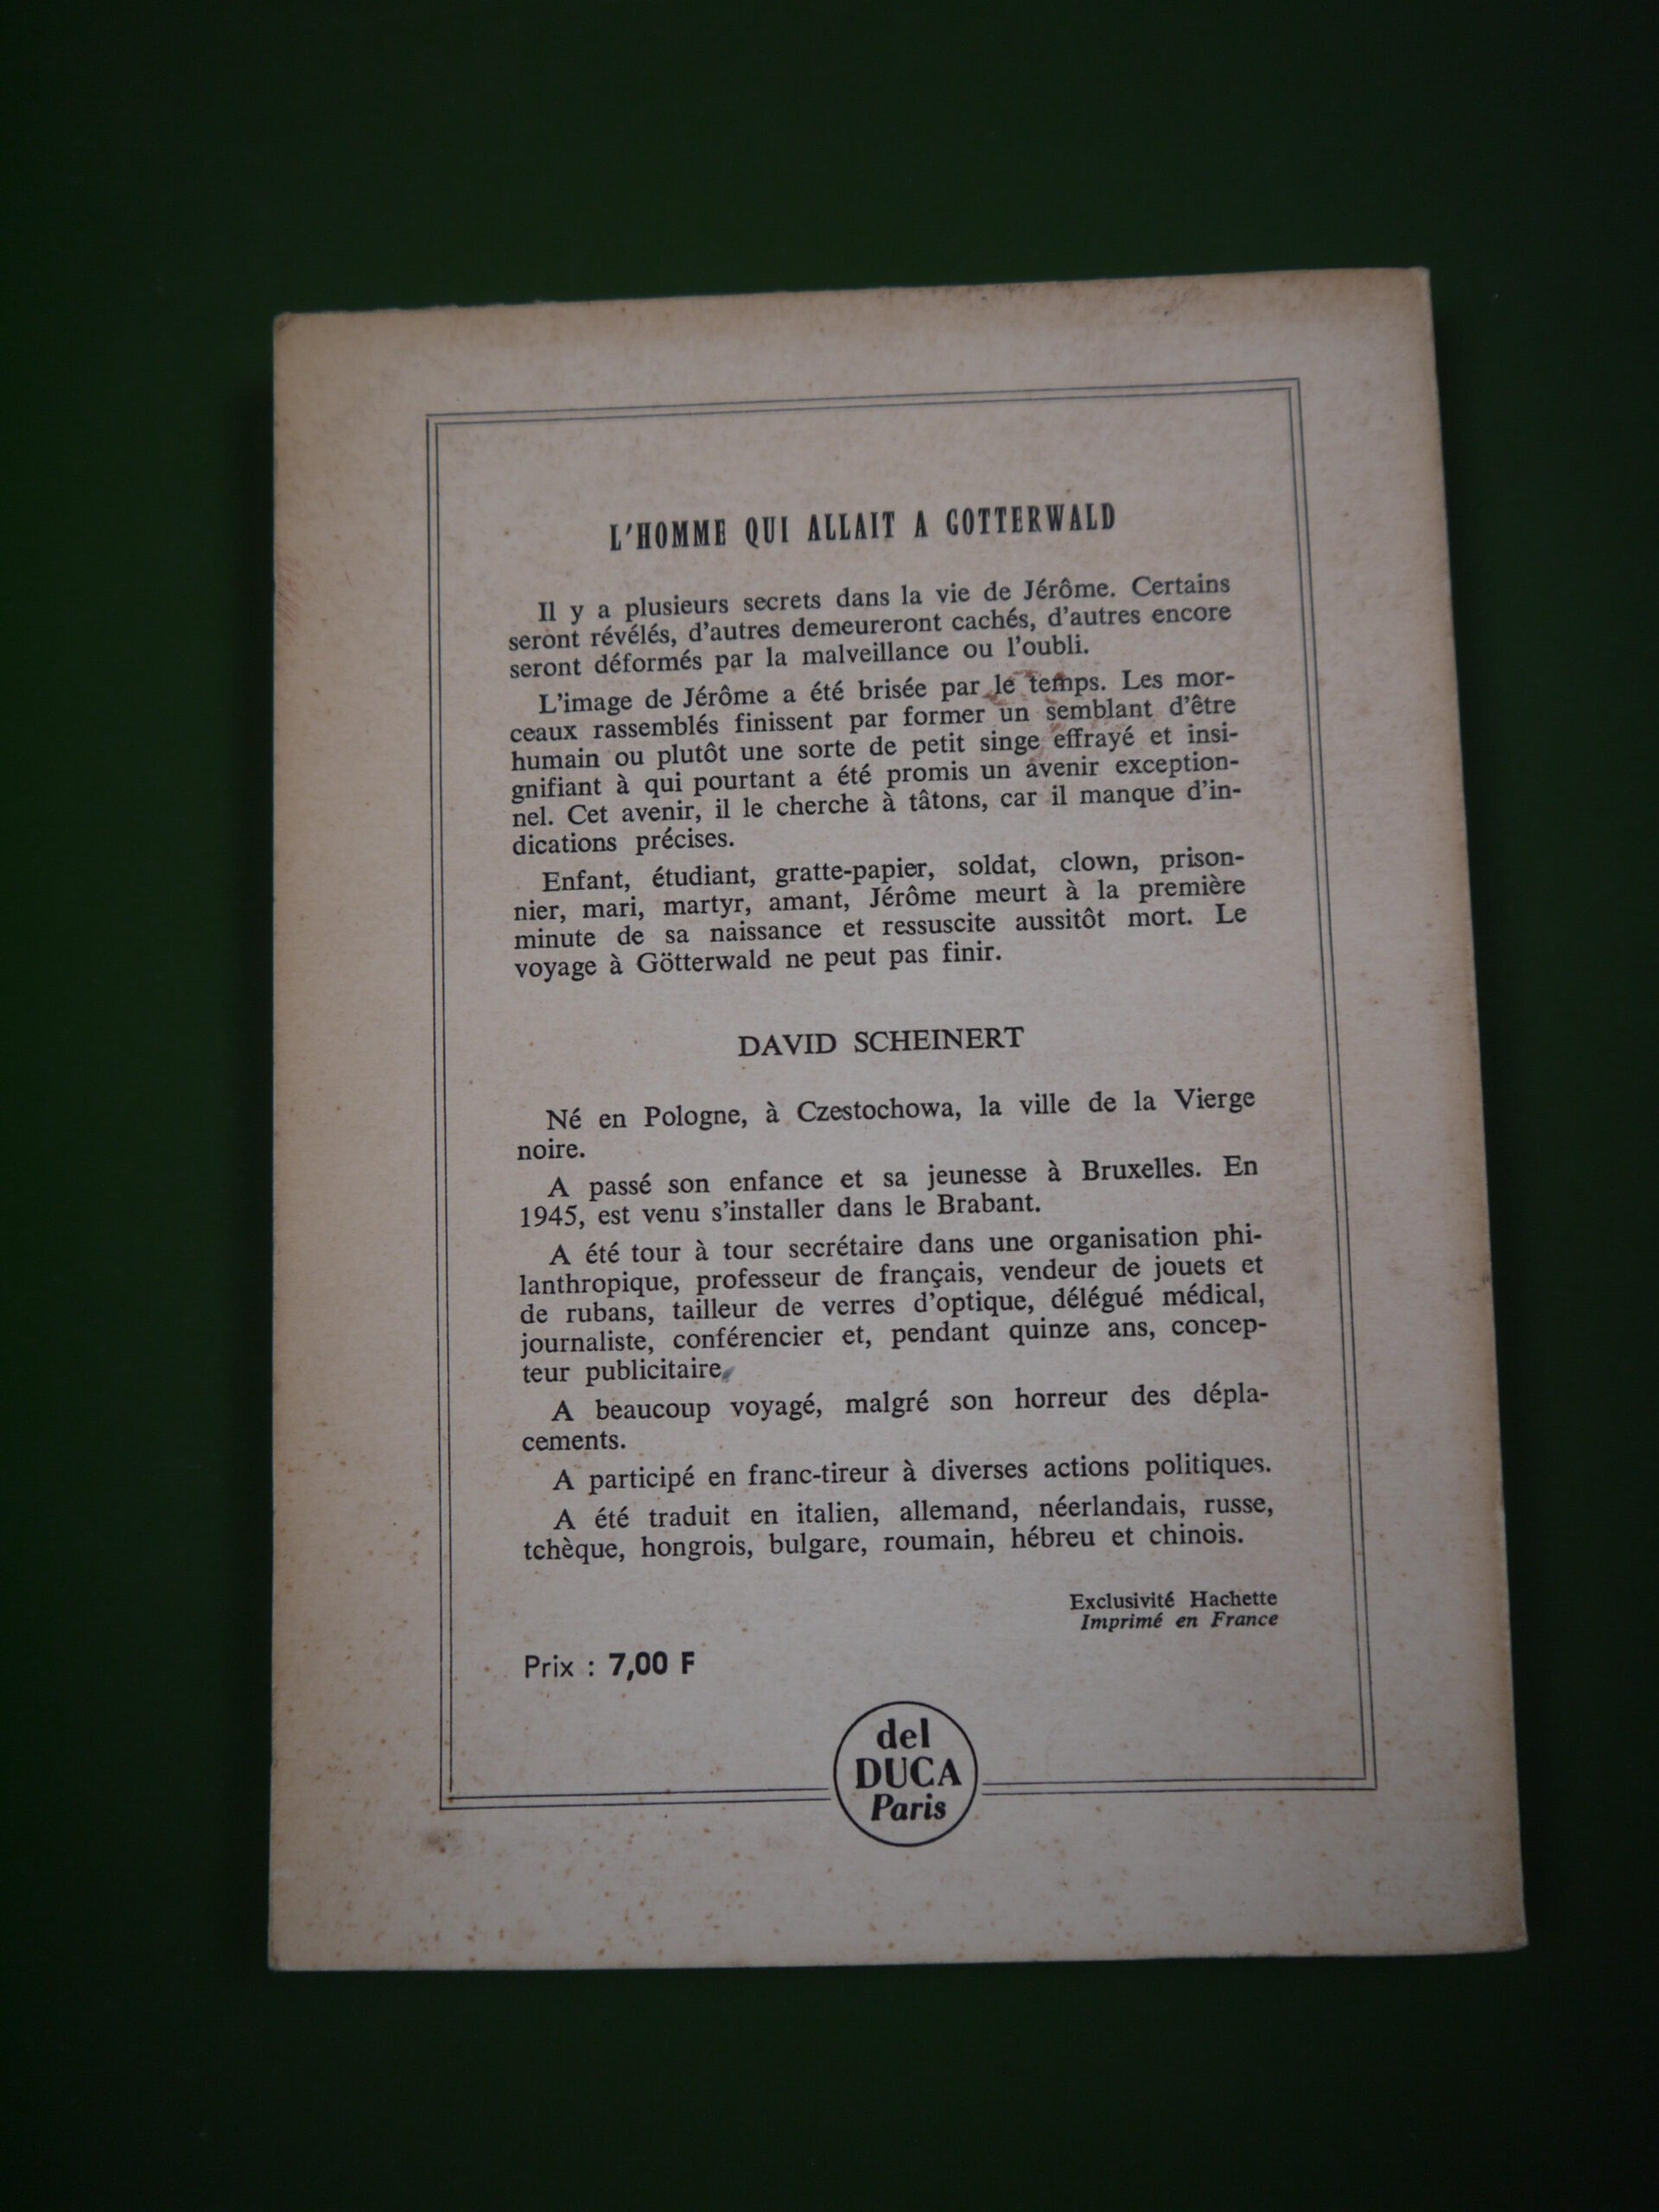 L'HOMME QUI ALLAIT A GOTTERWALD
Il y a plusieurs secrets dans la vie de Jérôme. Certains
seront révélés, d'autres demeureront cachés, d'autres encore
seront déformés par la malveillance ou l'oubli.
L'image de Jérôme a été brisée par le temps. Les mor-
ceaux rassemblés finissent par former un semblant d'être
humain ou plutôt une sorte de petit singe effrayé et insi-
gnifiant à qui pourtant a été promis un avenir exception-
nel. Cet avenir, il le cherche à tâtons, car il manque d'in-
dications précises.
Enfant, étudiant, gratte-papier, soldat, clown, prison-
nier, mari, martyr, amant, Jérôme meurt à la première
minute de sa naissance et ressuscite aussitôt mort. Le
voyage à Götterwald ne peut pas finir.
DAVID SCHEINERT
Né en Pologne, à Czestochowa, la ville de la Vierge
noire.
A passé son enfance et sa jeunesse à Bruxelles. En
1945, est venu s'installer dans le Brabant.
A été tour à tour secrétaire dans une organisation phi-
lanthropique, professeur de français, vendeur de jouets et
de rubans, tailleur de verres d'optique, délégué médical,
journaliste, conférencier et, pendant quinze ans, concep-
teur publicitaire.
A beaucoup voyagé, malgré son horreur des dépla-
cements.
A participé en franc-tireur à diverses actions politiques.
A été traduit en italien, allemand, néerlandais, russe,
tchèque, hongrois, bulgare, roumain, hébreu et chinois.
Exclusivité Hachette
Imprimé en France
Prix : 7,00 F
del
DUCA
Paris